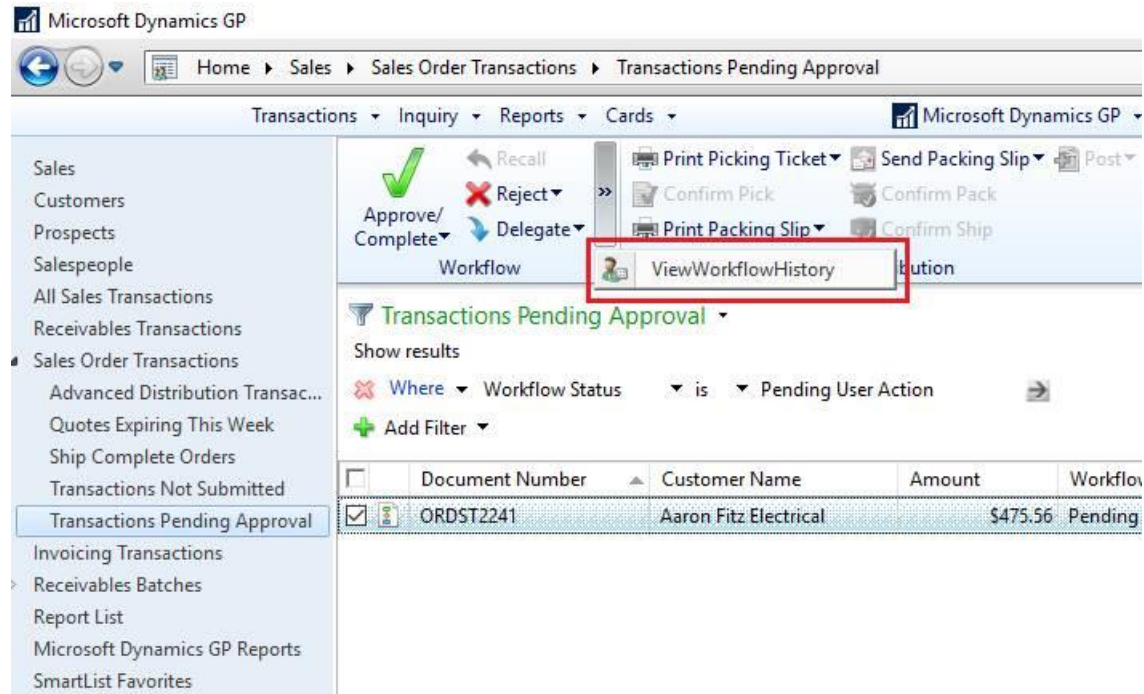 Microsoft Dynamics GP
Home Sales Sales Order Transactions Transactions Pending Approval
Transactions Inquiry Reports Cards Microsoft Dynamics GP
Sales
Customers
Prospects
Salespeople
All Sales Transactions
Receivables Transactions
Sales Order Transactions
Advanced Distribution Transac...
Quotes Expiring This Week
Ship Complete Orders
Transactions Not Submitted
Transactions Pending Approval
Invoicing Transactions
Receivables Batches
Report List
Microsoft Dynamics GP Reports
SmartList Favorites
Approve/
Complete
Recall
Reject
Delegate
»
Workflow
Print Picking Ticket Send Packing Slip Post
Confirm Pick Confirm Pack
Print Packing Slip Confirm Ship
ViewWorkflowHistory
bution
Transactions Pending Approval
Show results
Where Workflow Status is Pending User Action
Add Filter
Document Number Customer Name Amount Workflow
ORDST2241 Aaron Fitz Electrical $475.56 Pending